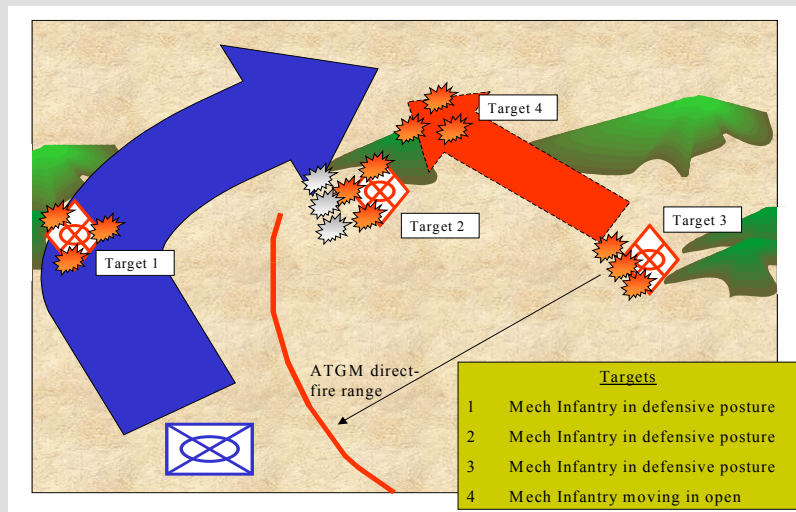 Target 4
Target 3
Target 2
Target 1
ATGM direct-
fire range
Targets
1 Mech Infantry in defensive posture
2 Mech Infantry in defensive posture
3 Mech Infantry in defensive posture
4 Mech Infantry moving in open